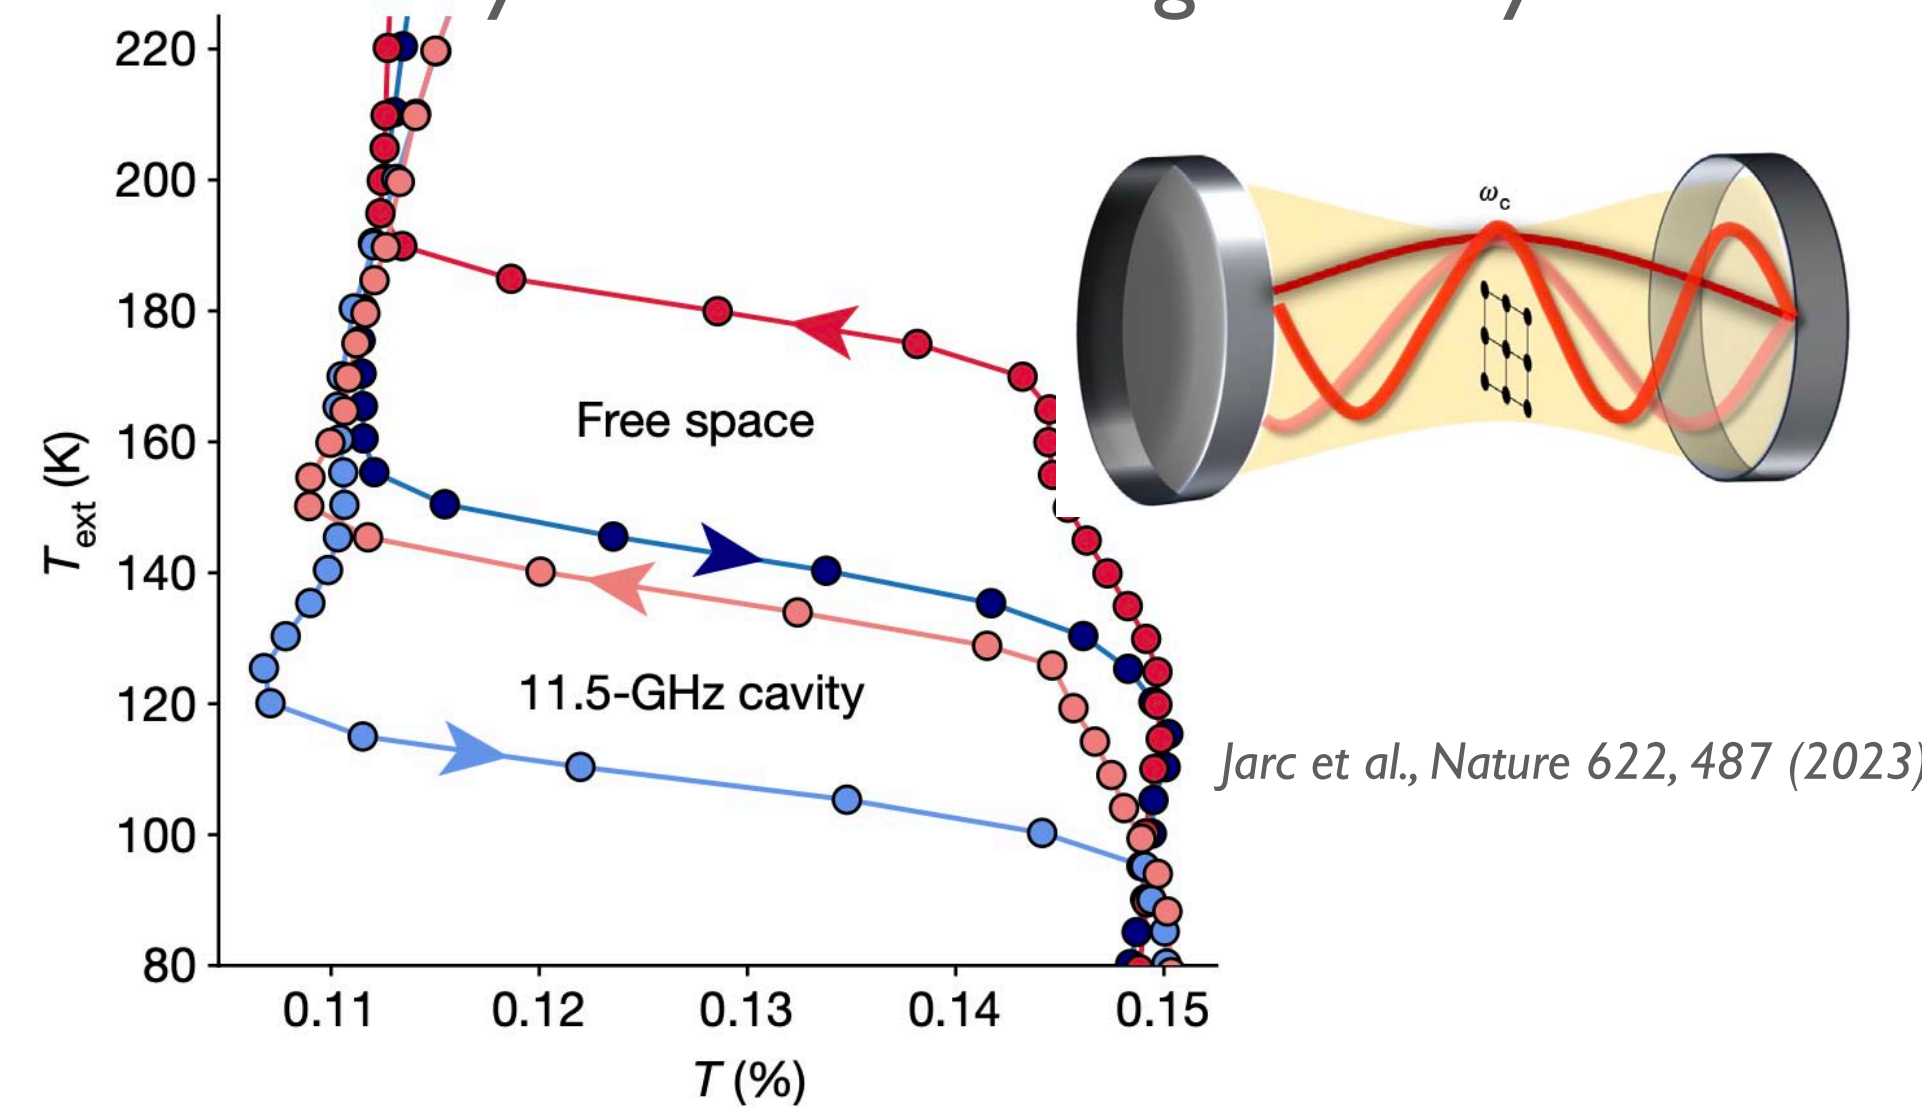 220
200
180
160
140
120
100
80
T_ext (K)
Free space
11.5-GHz cavity
0.11
0.12
0.13
0.14
0.15
T (%)
ω_c
Jarc et al., Nature 622, 487 (2023)